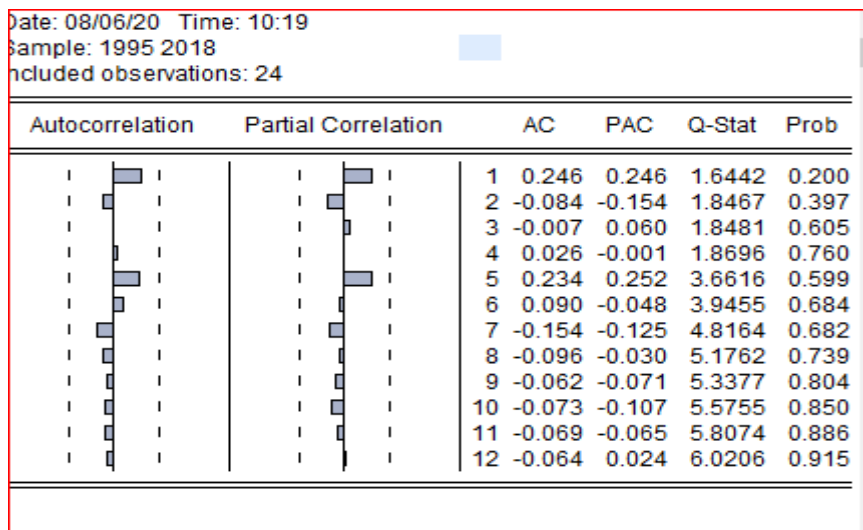 Date: 08/06/20 Time: 10:19
Sample: 1995 2018
ncluded observations: 24
Autocorrelation Partial Correlation AC PAC Q-Stat Prob
1 0.246 0.246 1.6442 0.200
2 -0.084 -0.154 1.8467 0.397
3 -0.007 0.060 1.8481 0.605
4 0.026 -0.001 1.8696 0.760
5 0.234 0.252 3.6616 0.599
6 0.090 -0.048 3.9455 0.684
7 -0.154 -0.125 4.8164 0.682
8 -0.096 -0.030 5.1762 0.739
9 -0.062 -0.071 5.3377 0.804
10 -0.073 -0.107 5.5755 0.850
11 -0.069 -0.065 5.8074 0.886
12 -0.064 0.024 6.0206 0.915